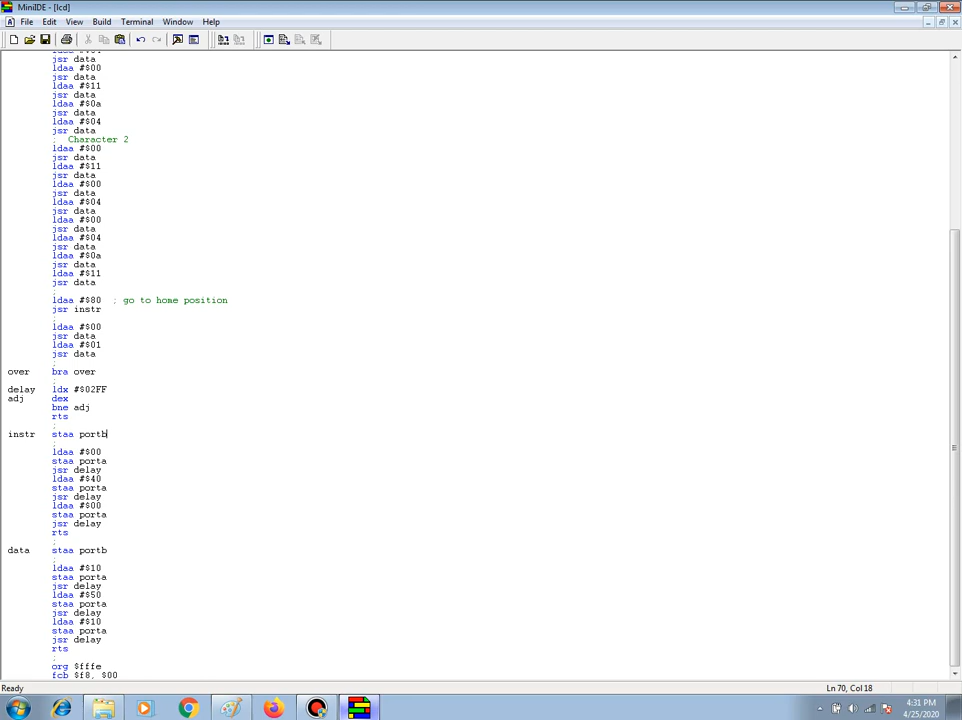 MiniIDE - [lcd]
File Edit View Build Terminal Window Help
jsr data
ldaa #$00
jsr data
ldaa #$11
jsr data
ldaa #$0a
jsr data
ldaa #$04
jsr data
; Character 2
ldaa #$00
jsr data
ldaa #$11
jsr data
ldaa #$00
jsr data
ldaa #$04
jsr data
ldaa #$00
jsr data
ldaa #$04
jsr data
ldaa #$0a
jsr data
ldaa #$11
jsr data
;
ldaa #$80 ; go to home position
jsr instr
;
ldaa #$00
jsr data
ldaa #$01
jsr data
;
over bra over
;
delay ldx #$02FF
adj dex
bne adj
rts
;
instr staa portb
;
ldaa #$00
staa porta
jsr delay
ldaa #$40
staa porta
jsr delay
ldaa #$00
staa porta
jsr delay
rts
;
data staa portb
;
ldaa #$10
staa porta
jsr delay
ldaa #$50
staa porta
jsr delay
ldaa #$10
staa porta
jsr delay
rts
;
org $fffe
fcb $f8, $00
Ready Ln 70, Col 18
4:31 PM
4/25/2020